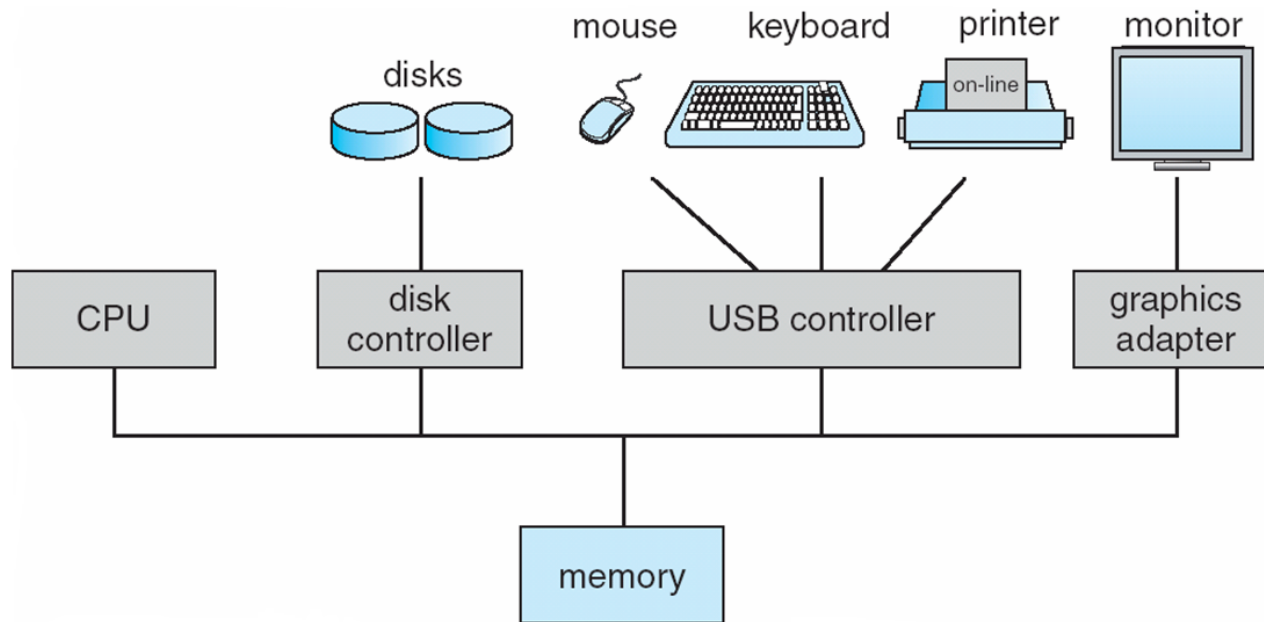 mouse
keyboard
printer
monitor
disks
on-line
CPU
disk
controller
USB controller
graphics
adapter
memory